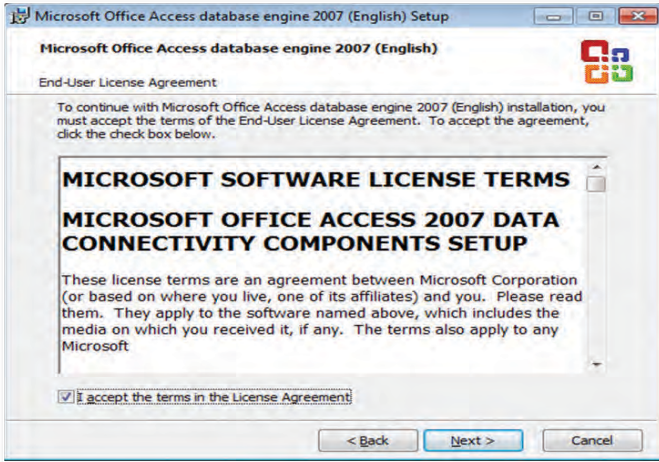 Microsoft Office Access database engine 2007 (English) Setup
Microsoft Office Access database engine 2007 (English)
End-User License Agreement
To continue with Microsoft Office Access database engine 2007 (English) installation, you
must accept the terms of the End-User License Agreement. To accept the agreement,
click the check box below.
MICROSOFT SOFTWARE LICENSE TERMS
MICROSOFT OFFICE ACCESS 2007 DATA
CONNECTIVITY COMPONENTS SETUP
These license terms are an agreement between Microsoft Corporation
(or based on where you live, one of its affiliates) and you. Please read
them. They apply to the software named above, which includes the
media on which you received it, if any. The terms also apply to any
Microsoft
I accept the terms in the License Agreement
< Back Next > Cancel